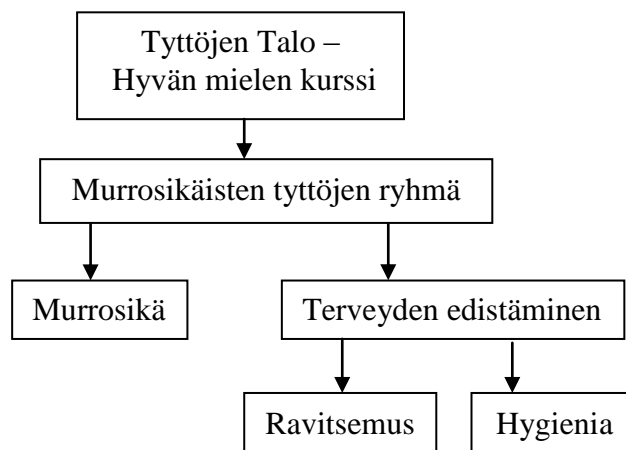 Tyttöjen Talo –
Hyvän mielen kurssi
Murrosikäisten tyttöjen ryhmä
Murrosikä
Terveyden edistäminen
Ravitsemus
Hygienia